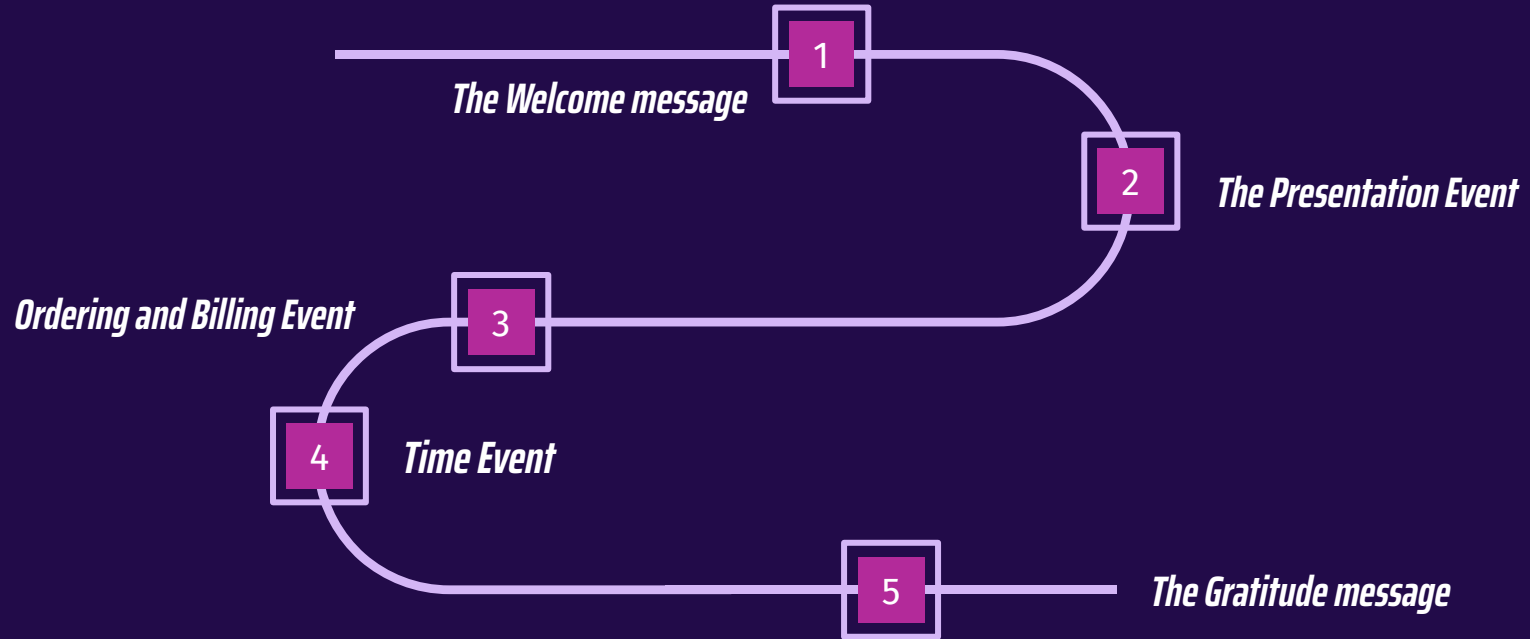 1
The Welcome message
2
The Presentation Event
Ordering and Billing Event
3
4
Time Event
5
The Gratitude message